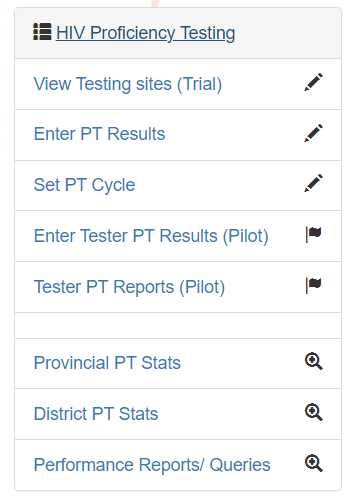 HIV Proficiency Testing
View Testing sites (Trial)
Enter PT Results
Set PT Cycle
Enter Tester PT Results (Pilot)
Tester PT Reports (Pilot)
Provincial PT Stats
District PT Stats
Performance Reports/ Queries